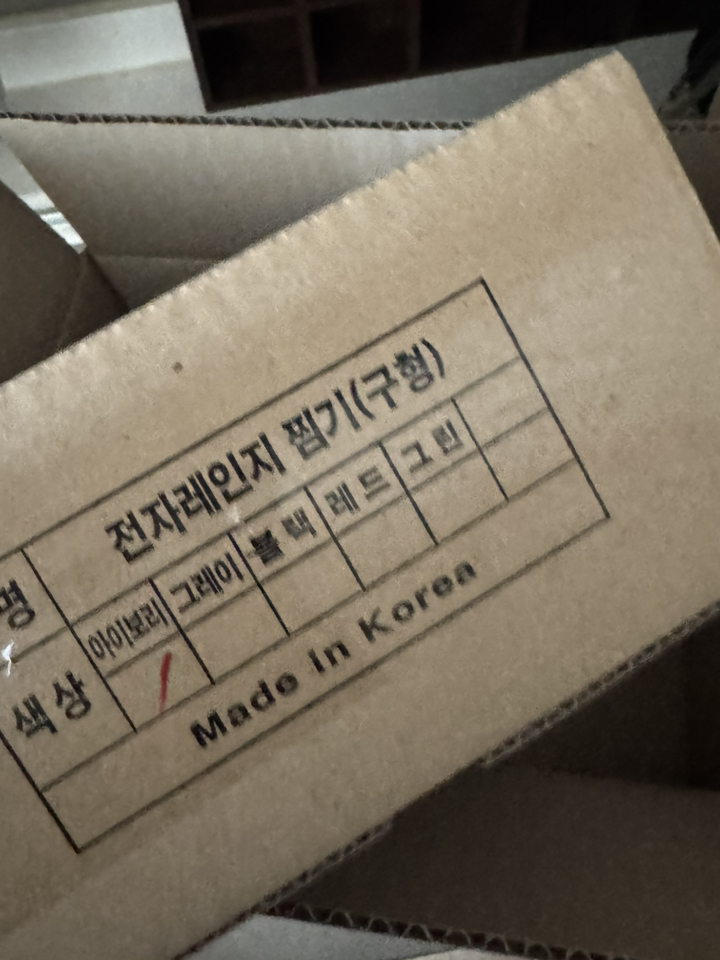 명 전자레인지 찜기(구형)
색상 아이보리 그레이 블랙 레드 그린
Made in Korea